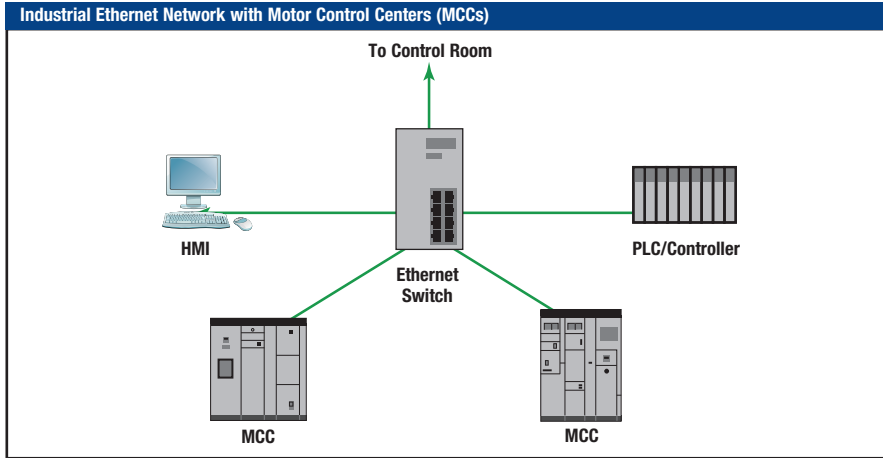 Industrial Ethernet Network with Motor Control Centers (MCCs)
To Control Room
HMI
PLC/Controller
Ethernet
Switch
MCC
MCC